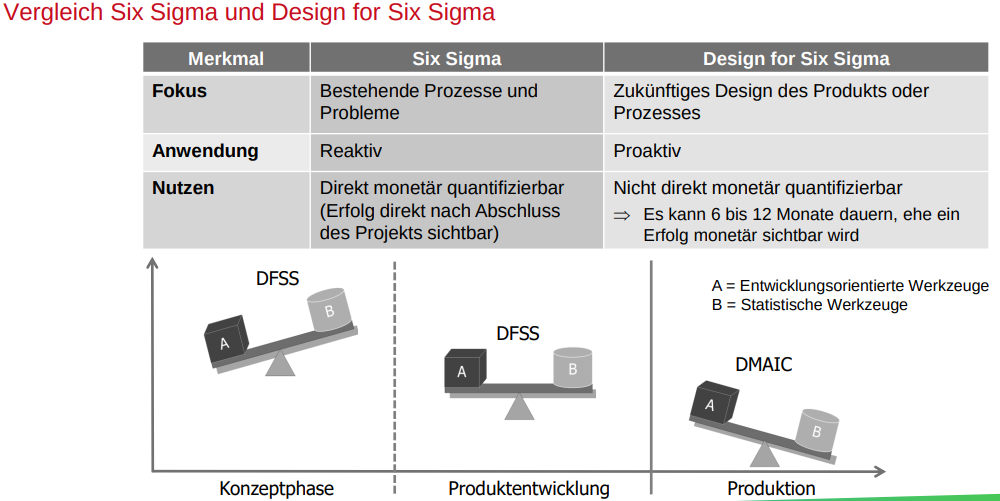 Vergleich Six Sigma und Design for Six Sigma
Merkmal Six Sigma Design for Six Sigma
Fokus Bestehende Prozesse und Zukünftiges Design des Produkts oder
Probleme Prozesses
Anwendung Reaktiv Proaktiv
Nutzen Direkt monetär quantifizierbar Nicht direkt monetär quantifizierbar
(Erfolg direkt nach Abschluss ⇒ Es kann 6 bis 12 Monate dauern, ehe ein
des Projekts sichtbar) Erfolg monetär sichtbar wird
DFSS
A
B
DFSS
A
B
A = Entwicklungsorientierte Werkzeuge
B = Statistische Werkzeuge
DMAIC
A
B
Konzeptphase Produktentwicklung Produktion